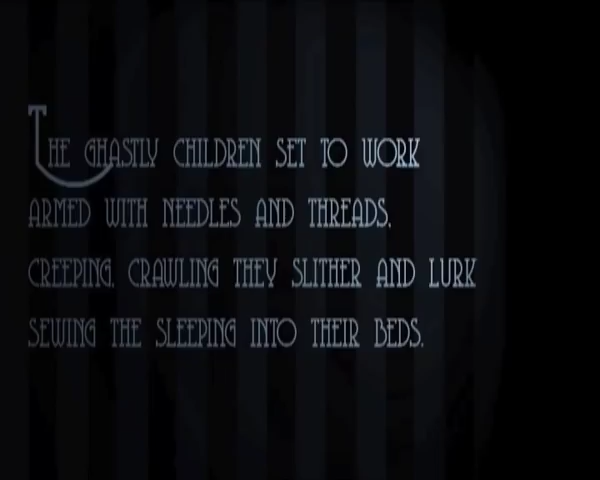 THE GHASTLY CHILDREN SET TO WORK
ARMED WITH NEEDLES AND THREADS,
CREEPING, CRAWLING THEY SLITHER AND LURK
SEWING THE SLEEPING INTO THEIR BEDS.